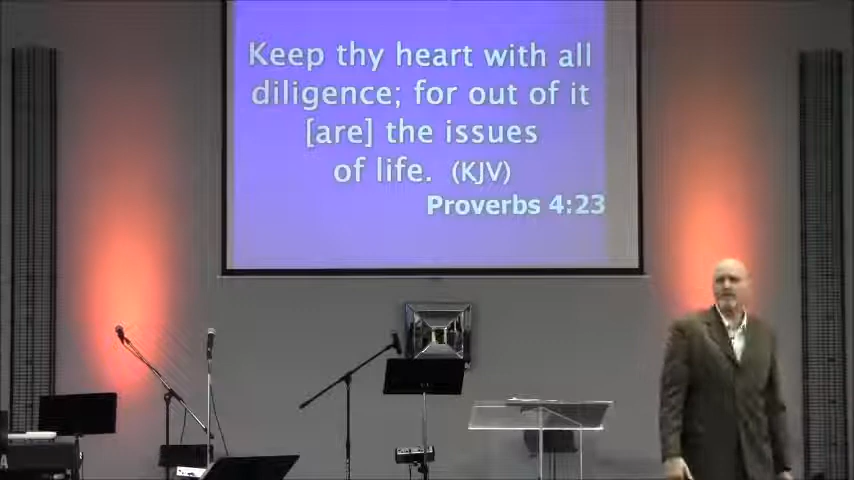 Keep thy heart with all
diligence; for out of it
[are] the issues
of life. (KJV)
Proverbs 4:23